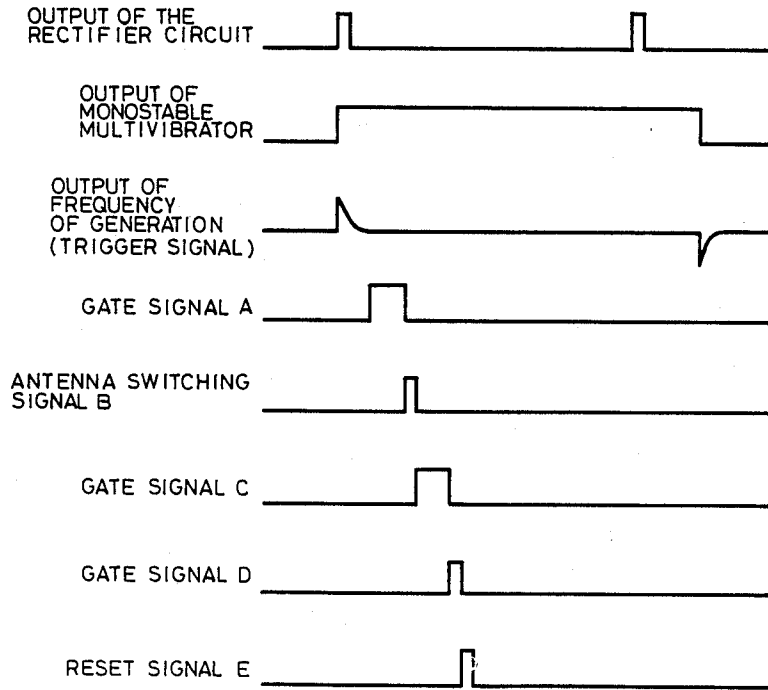 OUTPUT OF THE
RECTIFIER CIRCUIT
OUTPUT OF
MONOSTABLE
MULTIVIBRATOR
OUTPUT OF
FREQUENCY
OF GENERATION
(TRIGGER SIGNAL)
GATE SIGNAL A
ANTENNA SWITCHING
SIGNAL B
GATE SIGNAL C
GATE SIGNAL D
RESET SIGNAL E